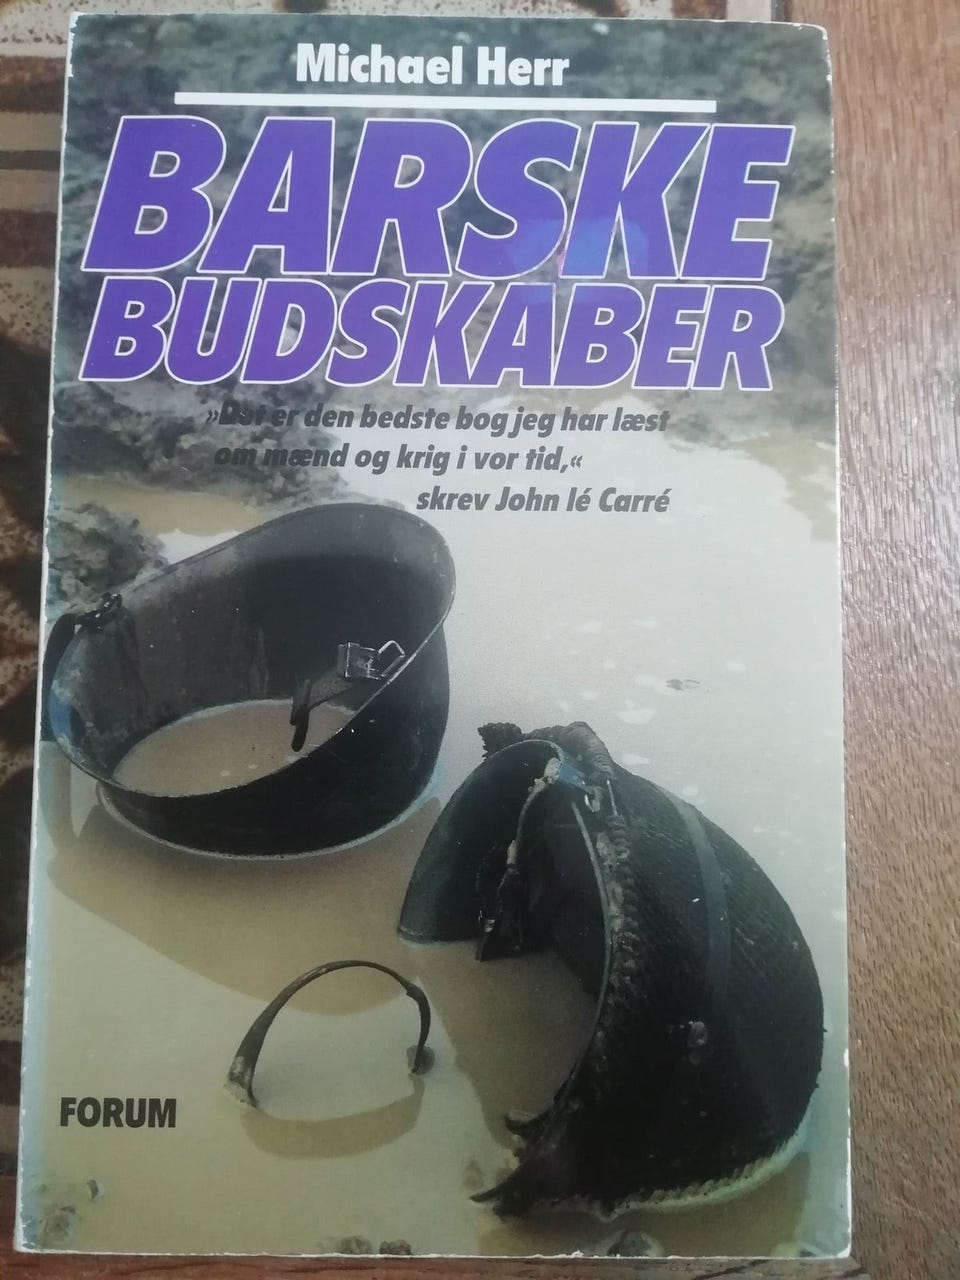 Michael Herr
BARSKE
BUDSKABER
»Det er den bedste bog jeg har læst
om mænd og krig i vor tid,«
skrev John lé Carré
FORUM